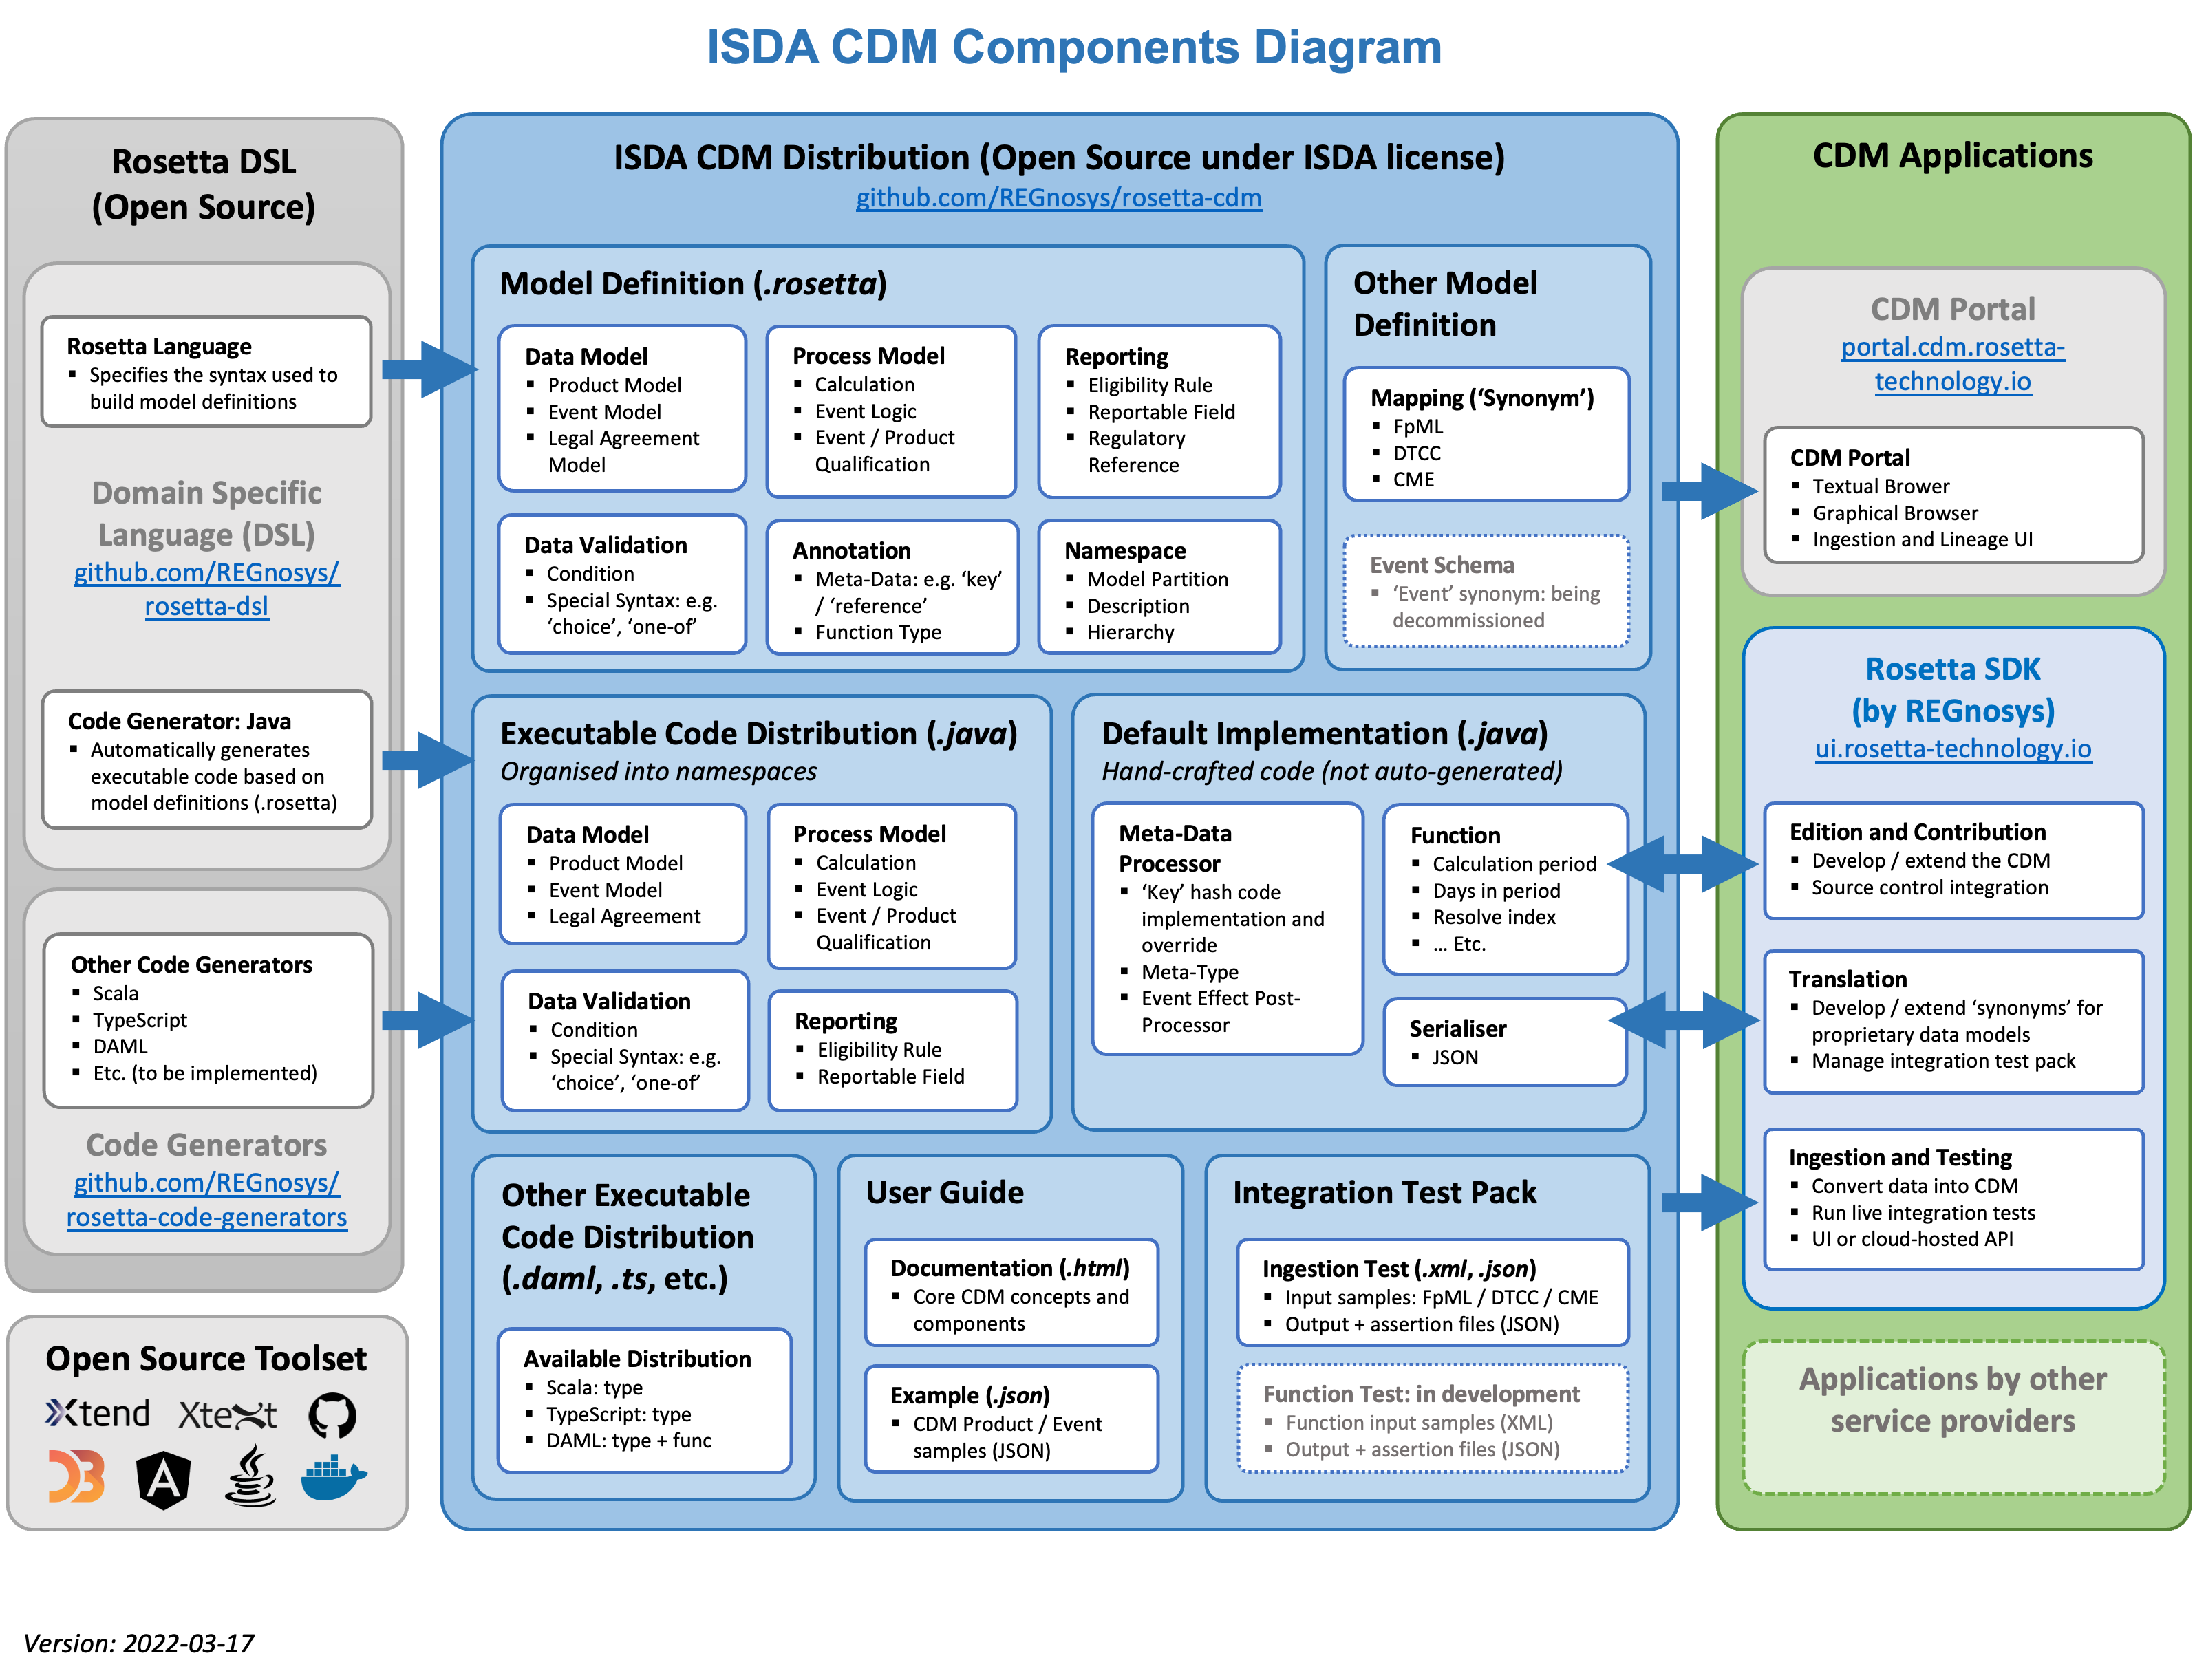 ISDA CDM Components Diagram
Rosetta DSL
(Open Source)
Rosetta Language
▪ Specifies the syntax used to
build model definitions
Domain Specific
Language (DSL)
github.com/REGnosys/
rosetta-dsl
Code Generator: Java
▪ Automatically generates
executable code based on
model definitions (.rosetta)
Other Code Generators
▪ Scala
▪ TypeScript
▪ DAML
▪ Etc. (to be implemented)
Code Generators
github.com/REGnosys/
rosetta-code-generators
Open Source Toolset
Xtend
Xtext
D3
A
ISDA CDM Distribution (Open Source under ISDA license)
github.com/REGnosys/rosetta-cdm
Model Definition (.rosetta)
Data Model
▪ Product Model
▪ Event Model
▪ Legal Agreement
Model
Process Model
▪ Calculation
▪ Event Logic
▪ Event / Product
Qualification
Reporting
▪ Eligibility Rule
▪ Reportable Field
▪ Regulatory
Reference
Data Validation
▪ Condition
▪ Special Syntax: e.g.
‘choice’, ‘one-of’
Annotation
▪ Meta-Data: e.g. ‘key’
/ ‘reference’
▪ Function Type
Namespace
▪ Model Partition
▪ Description
▪ Hierarchy
Other Model
Definition
Mapping (‘Synonym’)
▪ FpML
▪ DTCC
▪ CME
Event Schema
▪ ‘Event’ synonym: being
decommissioned
Executable Code Distribution (.java)
Organised into namespaces
Data Model
▪ Product Model
▪ Event Model
▪ Legal Agreement
Process Model
▪ Calculation
▪ Event Logic
▪ Event / Product
Qualification
Data Validation
▪ Condition
▪ Special Syntax: e.g.
‘choice’, ‘one-of’
Reporting
▪ Eligibility Rule
▪ Reportable Field
Default Implementation (.java)
Hand-crafted code (not auto-generated)
Meta-Data
Processor
▪ ‘Key’ hash code
implementation and
override
▪ Meta-Type
▪ Event Effect Post-
Processor
Function
▪ Calculation period
▪ Days in period
▪ Resolve index
▪ ... Etc.
Serialiser
▪ JSON
Other Executable
Code Distribution
(.daml, .ts, etc.)
Available Distribution
▪ Scala: type
▪ TypeScript: type
▪ DAML: type + func
User Guide
Documentation (.html)
▪ Core CDM concepts and
components
Example (.json)
▪ CDM Product / Event
samples (JSON)
Integration Test Pack
Ingestion Test (.xml, .json)
▪ Input samples: FpML / DTCC / CME
▪ Output + assertion files (JSON)
Function Test: in development
▪ Function input samples (XML)
▪ Output + assertion files (JSON)
CDM Applications
CDM Portal
portal.cdm.rosetta-
technology.io
CDM Portal
▪ Textual Brower
▪ Graphical Browser
▪ Ingestion and Lineage UI
Rosetta SDK
(by REGnosys)
ui.rosetta-technology.io
Edition and Contribution
▪ Develop / extend the CDM
▪ Source control integration
Translation
▪ Develop / extend ‘synonyms’ for
proprietary data models
▪ Manage integration test pack
Ingestion and Testing
▪ Convert data into CDM
▪ Run live integration tests
▪ UI or cloud-hosted API
Applications by other
service providers
Version: 2022-03-17